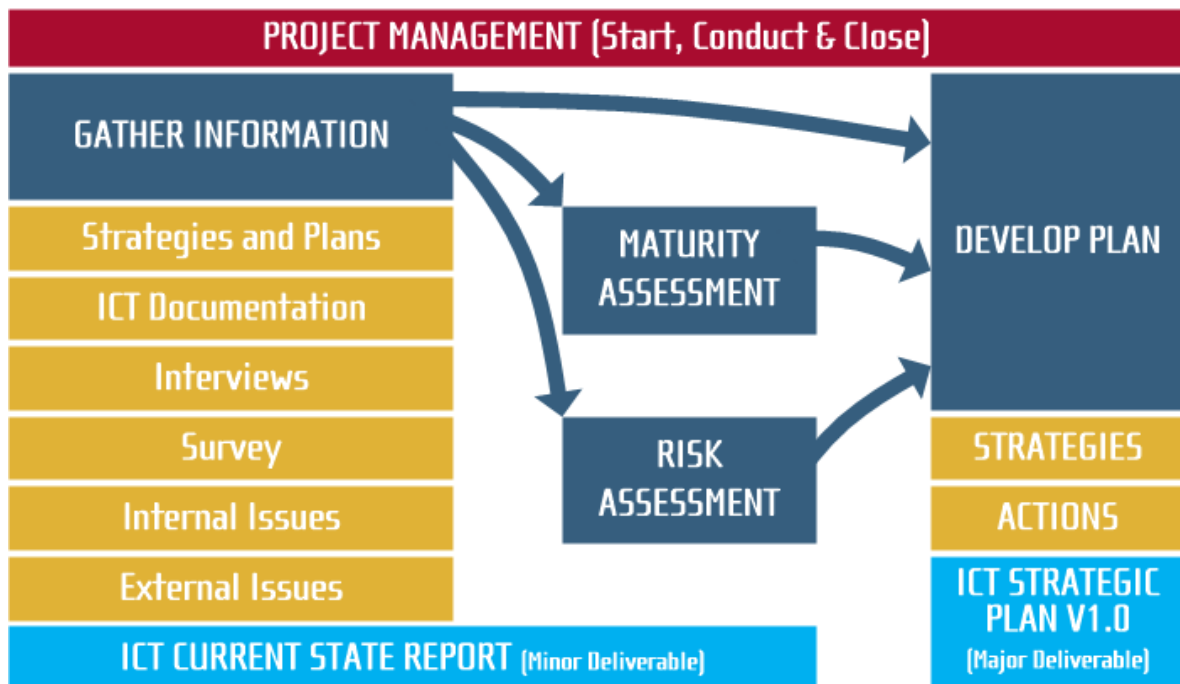 PROJECT MANAGEMENT (Start, Conduct & Close)
GATHER INFORMATION
Strategies and Plans
ICT Documentation
Interviews
Survey
Internal Issues
External Issues
ICT CURRENT STATE REPORT (Minor Deliverable)
MATURITY
ASSESSMENT
RISK
ASSESSMENT
DEVELOP PLAN
STRATEGIES
ACTIONS
ICT STRATEGIC
PLAN V1.0
(Major Deliverable)